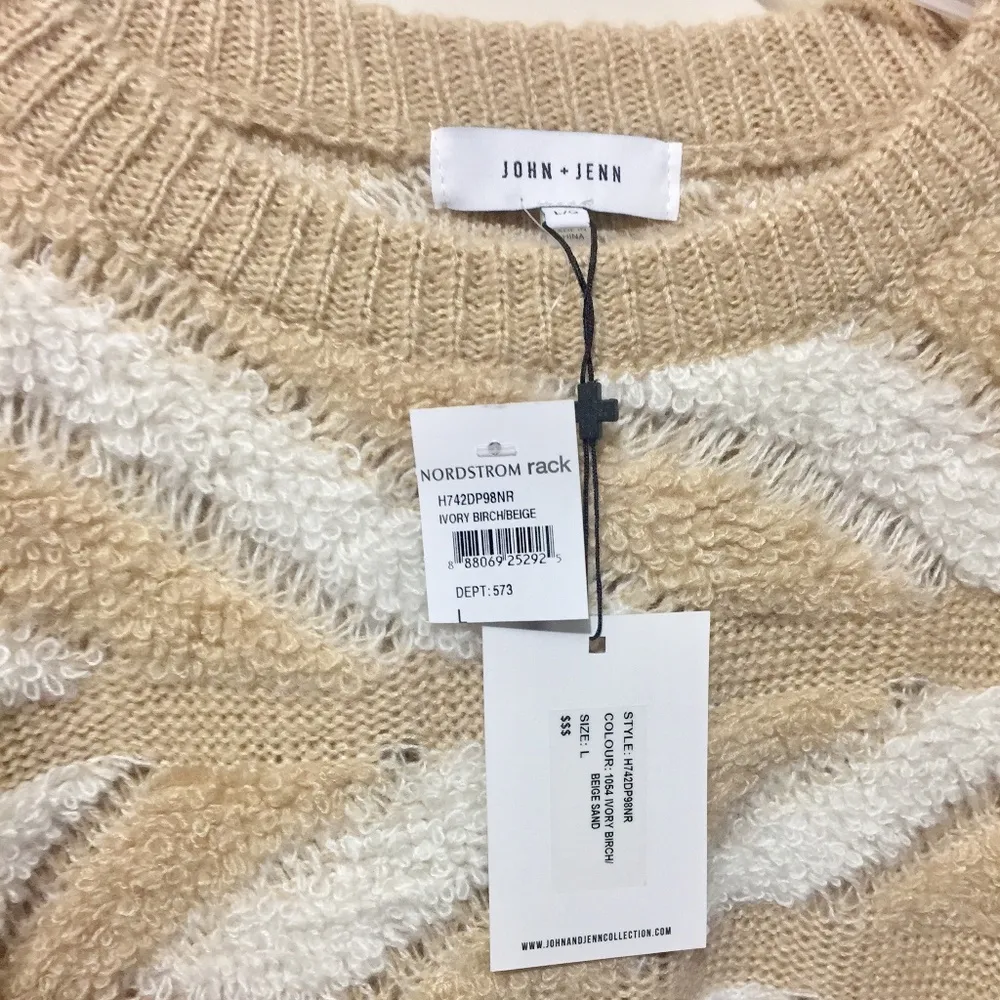 JOHN + JENN
NORDSTROM rack
H742DP98NR
IVORY BIRCH/BEIGE
8 88069 25292 5
DEPT: 573
L
STYLE: H742DP98NR
COLOUR: 1054 IVORY BIRCH/
BEIGE SAND
SIZE: L
$$$
WWW.JOHNANDJENNCOLLECTION.COM